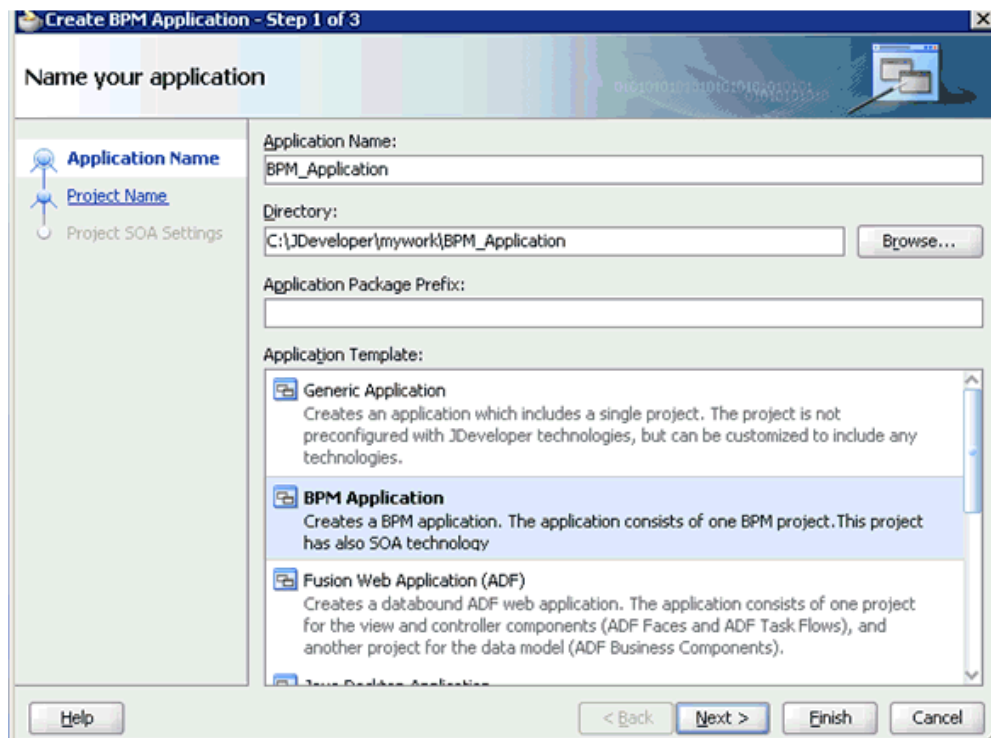 Create BPM Application - Step 1 of 3
Name your application
Application Name
Project Name
Project SOA Settings
Application Name:
BPM_Application
Directory:
C:\JDeveloper\mywork\BPM_Application
Browse...
Application Package Prefix:
Application Template:
Generic Application
Creates an application which includes a single project. The project is not
preconfigured with JDeveloper technologies, but can be customized to include any
technologies.
BPM Application
Creates a BPM application. The application consists of one BPM project.This project
has also SOA technology
Fusion Web Application (ADF)
Creates a databound ADF web application. The application consists of one project
for the view and controller components (ADF Faces and ADF Task Flows), and
another project for the data model (ADF Business Components).
Java Desktop Application
Help
< Back
Next >
Finish
Cancel